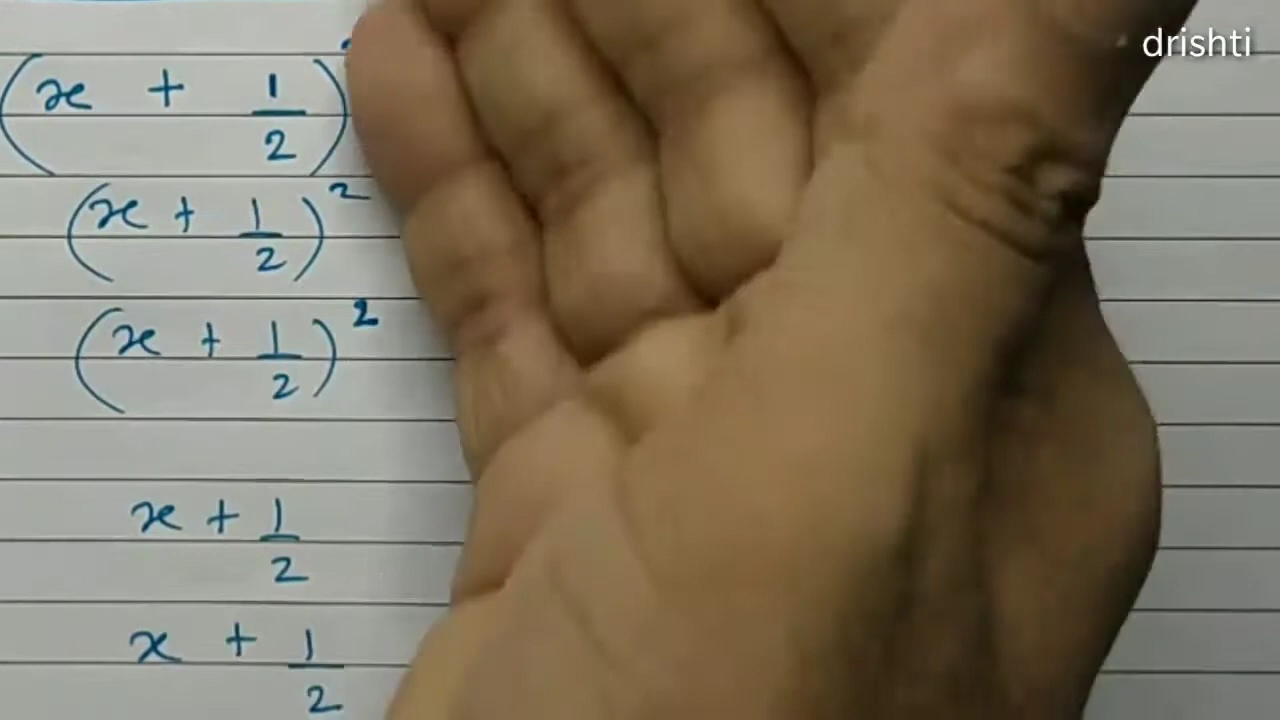 drishti
(x + 1/2)
(x + 1/2)²
(x + 1/2)²
x + 1/2
x + 1/2